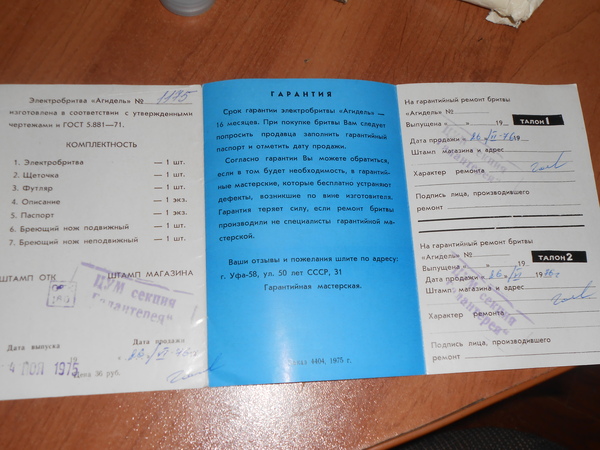 Электробритва «Агидель» № 1175
изготовлена в соответствии с утвержденными
чертежами и ГОСТ 5.881—71.
КОМПЛЕКТНОСТЬ
1. Электробритва — 1 шт.
2. Щеточка — 1 шт.
3. Футляр — 1 шт.
4. Описание — 1 экз.
5. Паспорт — 1 экз.
6. Бреющий нож подвижный — 1 шт.
7. Бреющий нож неподвижный — 1 шт.
ШТАМП ОТК ШТАМП МАГАЗИНА
ЦУМ секция
"Галантерея"
Дата выпуска Дата продажи
1975
Цена 36 руб.
ГАРАНТИЯ
Срок гарантии электробритвы «Агидель» —
16 месяцев. При покупке бритвы Вам следует
попросить продавца заполнить гарантийный
паспорт и отметить дату продажи.
Согласно гарантии Вы можете обратиться,
если в том будет необходимость, в гарантий-
ные мастерские, которые бесплатно устраняют
дефекты, возникшие по вине изготовителя.
Гарантия теряет силу, если ремонт бритвы
производили не специалисты гарантийной ма-
стерской.
Ваши отзывы и пожелания шлите по адресу:
г. Уфа-58, ул. 50 лет СССР, 31
Гарантийная мастерская.
Заказ 4404, 1975 г.
На гарантийный ремонт бритвы
«Агидель» №
Выпущена « » 19 ТАЛОН 1
Дата продажи
Штамп магазина и адрес
Характер ремонта
Подпись лица, производившего
ремонт
На гарантийный ремонт бритвы
«Агидель» №
Выпущена « » 19 ТАЛОН 2
Дата продажи
Штамп магазина и адрес
Характер ремонта
Подпись лица, производившего
ремонт